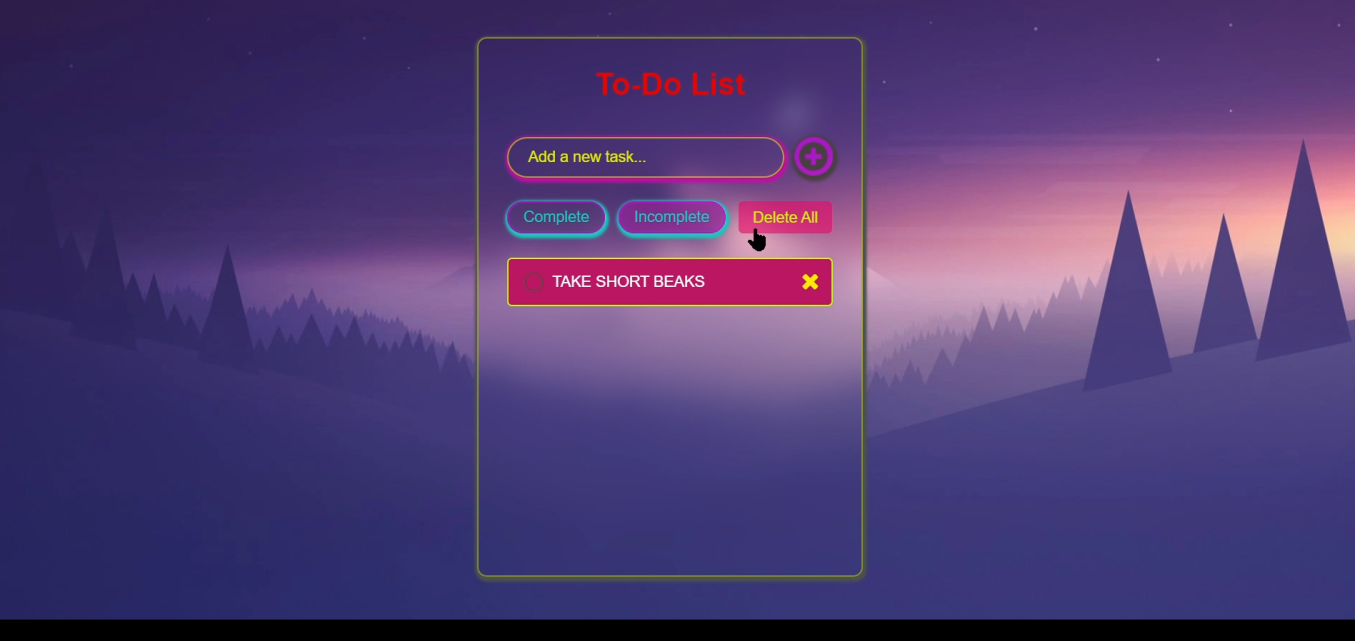 To-Do List
Add a new task...
Complete Incomplete Delete All
TAKE SHORT BEAKS